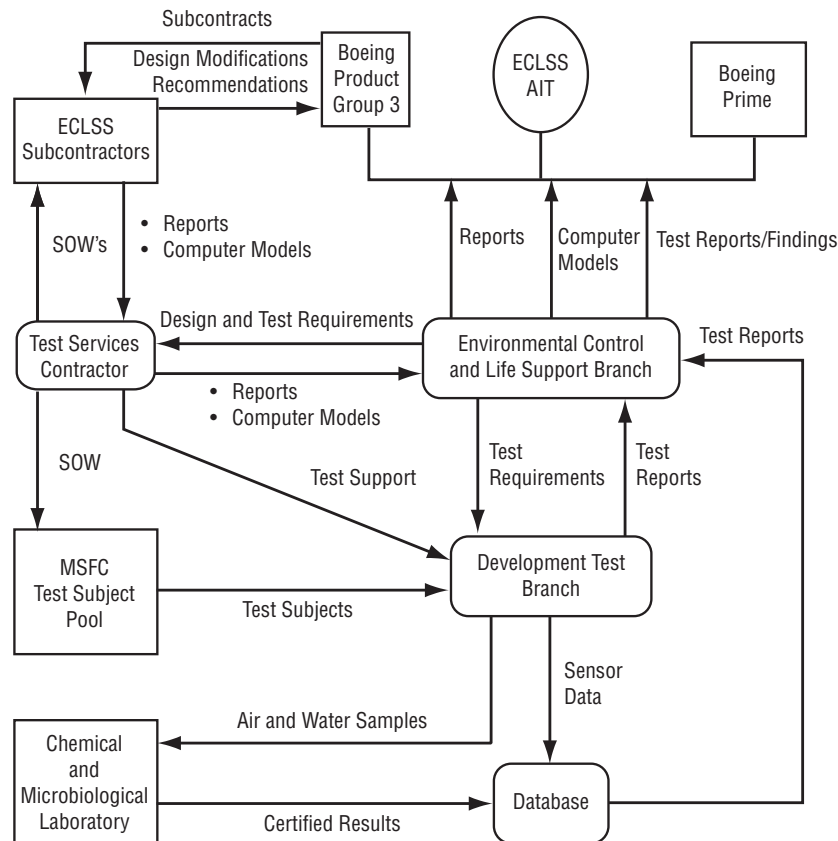 Subcontracts
Design Modifications
Recommendations
Boeing
Product
Group 3
ECLSS
AIT
Boeing
Prime
ECLSS
Subcontractors
SOW's
• Reports
• Computer Models
Reports
Computer
Models
Test Reports/Findings
Design and Test Requirements
Test Services
Contractor
Environmental Control
and Life Support Branch
Test Reports
• Reports
• Computer Models
SOW
Test Support
Test
Requirements
Test
Reports
MSFC
Test Subject
Pool
Test Subjects
Development Test
Branch
Sensor
Data
Air and Water Samples
Chemical
and
Microbiological
Laboratory
Certified Results
Database